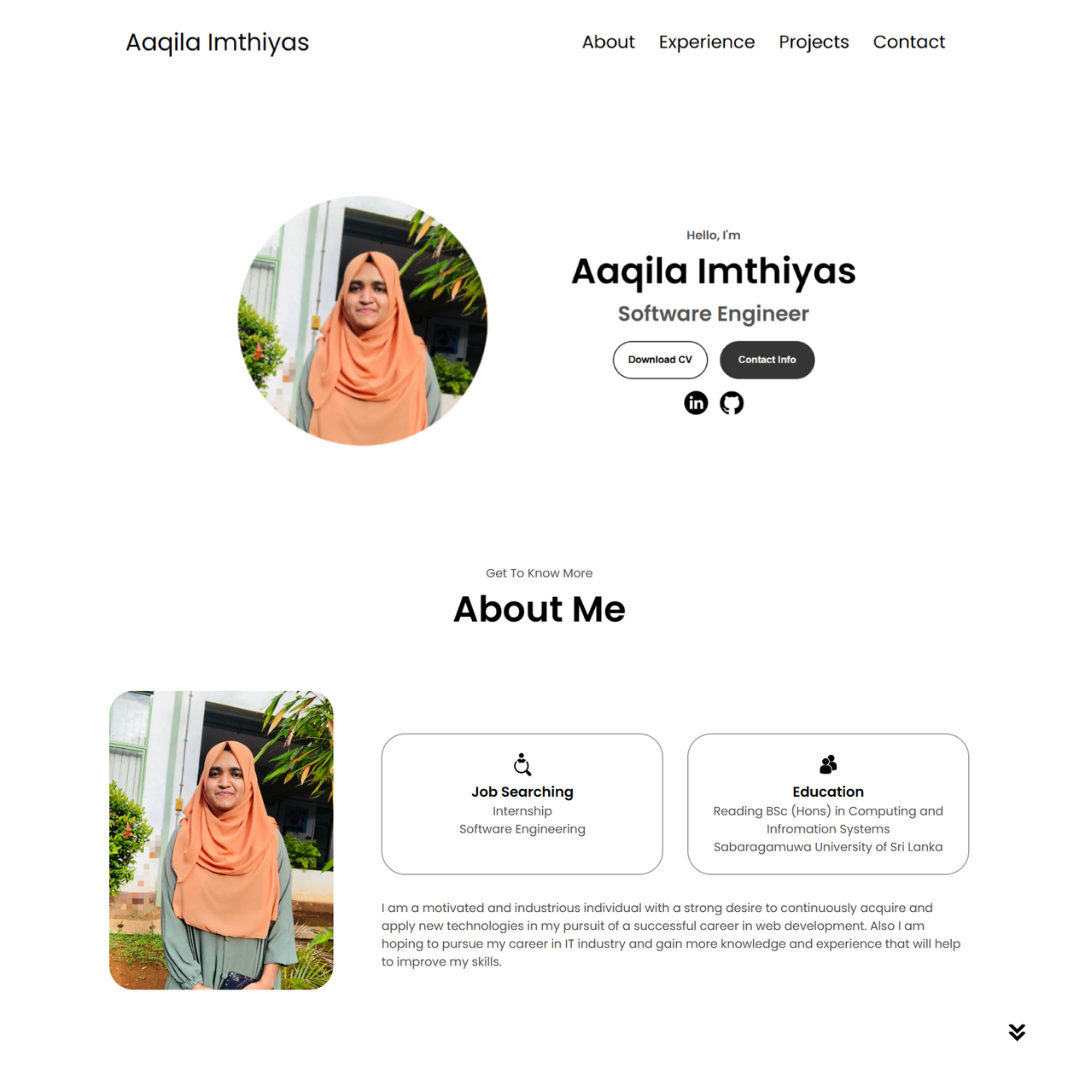 Aaqila Imthiyas
About Experience Projects Contact
Hello, I'm
Aaqila Imthiyas
Software Engineer
Download CV
Contact Info
in
Get To Know More
About Me
Job Searching
Internship
Software Engineering
Education
Reading BSc (Hons) in Computing and
Infromation Systems
Sabaragamuwa University of Sri Lanka
I am a motivated and industrious individual with a strong desire to continuously acquire and
apply new technologies in my pursuit of a successful career in web development. Also I am
hoping to pursue my career in IT industry and gain more knowledge and experience that will help
to improve my skills.